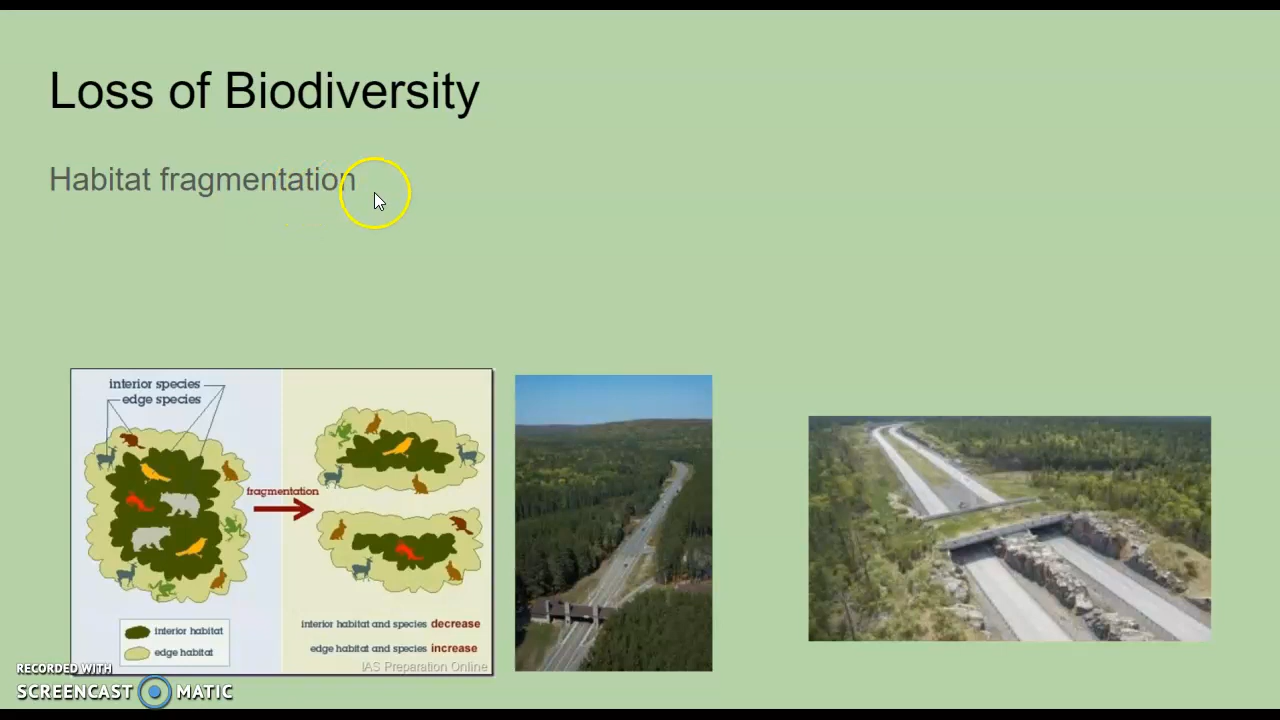 Loss of Biodiversity
Habitat fragmentation
interior species
edge species
fragmentation
interior habitat
edge habitat
interior habitat and species decrease
edge habitat and species increase
IAS Preparation Online
RECORDED WITH
SCREENCAST MATIC